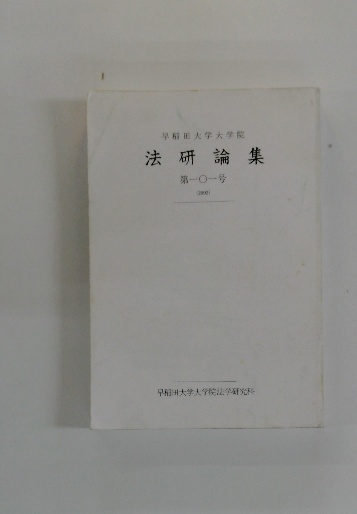 早稲田大学大学院
法研論集
第一〇一号
早稲田大学大学院法学研究科